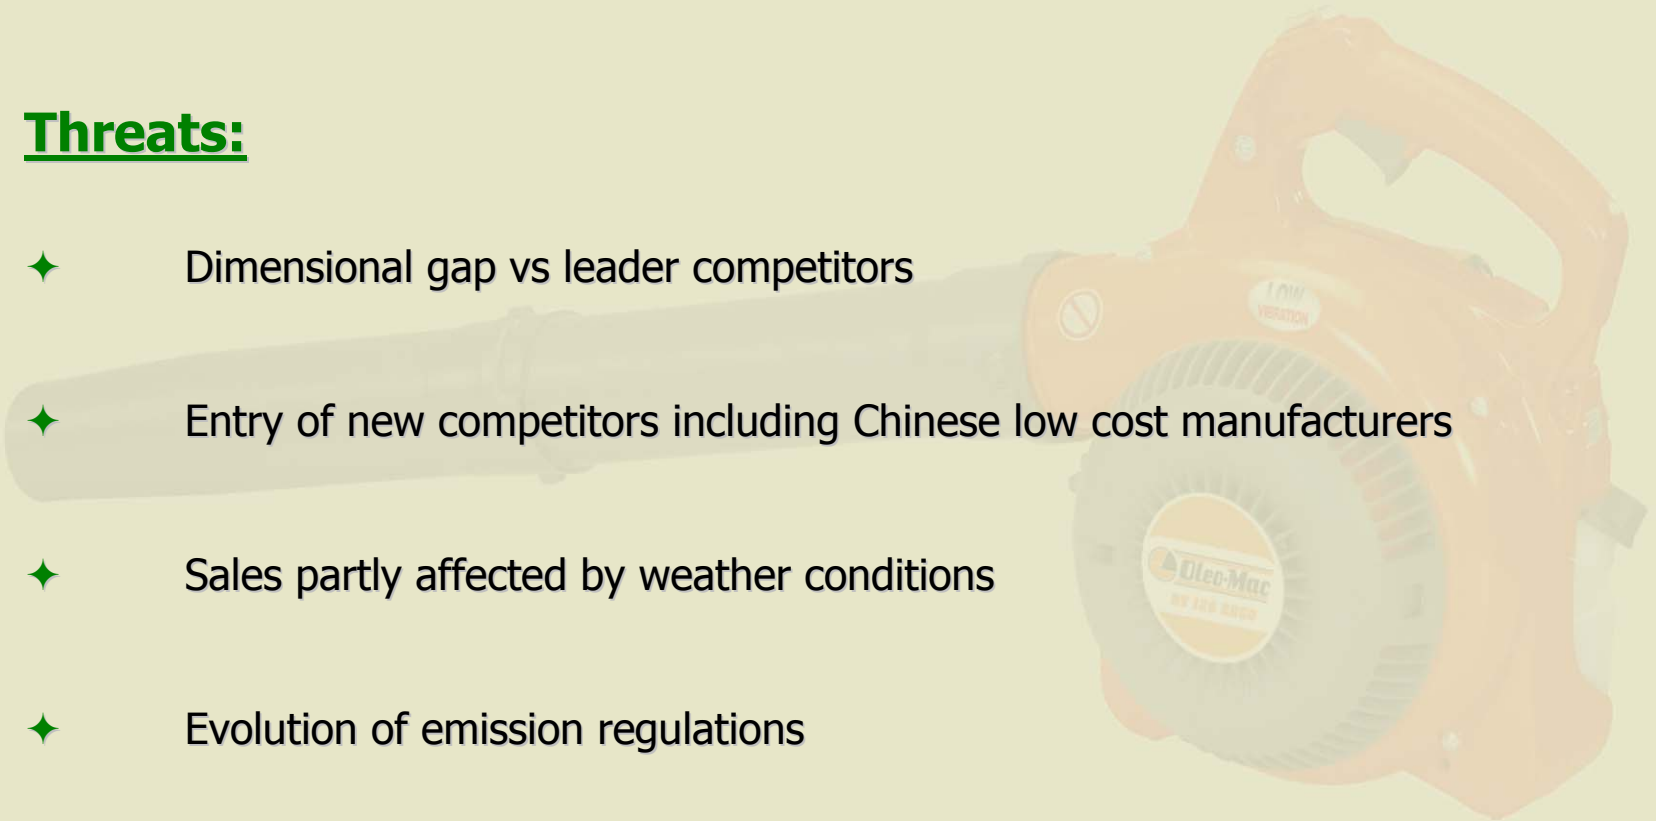 Threats:
✦ Dimensional gap vs leader competitors
LOW
VIBRATION
✦ Entry of new competitors including Chinese low cost manufacturers
✦ Sales partly affected by weather conditions
Oleo-Mac
✦ Evolution of emission regulations